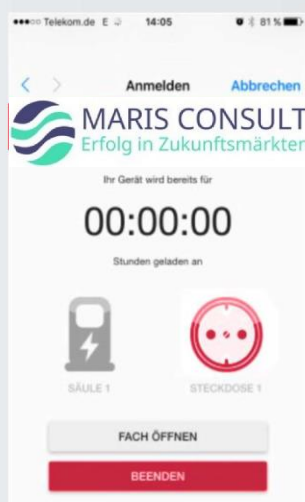 Telekom.de E 14:05 81 %
Anmelden Abbrechen
MARIS CONSULT
Erfolg in Zukunftsmärkten
Ihr Gerät wird bereits für
00:00:00
Stunden geladen an
SÄULE 1 STECKDOSE 1
FACH ÖFFNEN
BEENDEN